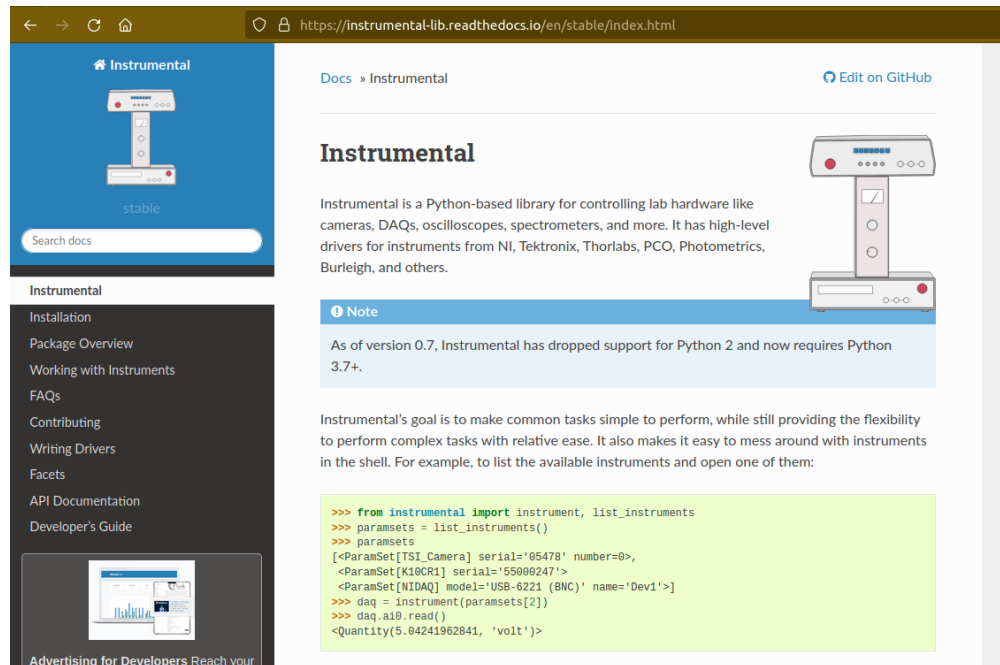 https://instrumental-lib.readthedocs.io/en/stable/index.html
Instrumental
stable
Search docs
Instrumental
Installation
Package Overview
Working with Instruments
FAQs
Contributing
Writing Drivers
Facets
API Documentation
Developer's Guide
Advertising for Developers Reach your
Docs » Instrumental
Edit on GitHub
Instrumental
Instrumental is a Python-based library for controlling lab hardware like
cameras, DAQs, oscilloscopes, spectrometers, and more. It has high-level
drivers for instruments from NI, Tektronix, Thorlabs, PCO, Photometrics,
Burleigh, and others.
Note
As of version 0.7, Instrumental has dropped support for Python 2 and now requires Python
3.7+.
Instrumental's goal is to make common tasks simple to perform, while still providing the flexibility
to perform complex tasks with relative ease. It also makes it easy to mess around with instruments
in the shell. For example, to list the available instruments and open one of them:
>>> from instrumental import instrument, list_instruments
>>> paramsets = list_instruments()
>>> paramsets
[<ParamSet[TSI_Camera] serial='05478' number=0>,
 <ParamSet[K10CR1] serial='55000247'>
 <ParamSet[NIDAQ] model='USB-6221 (BNC)' name='Dev1'>]
>>> daq = instrument(paramsets[2])
>>> daq.ai0.read()
<Quantity(5.04241962841, 'volt')>